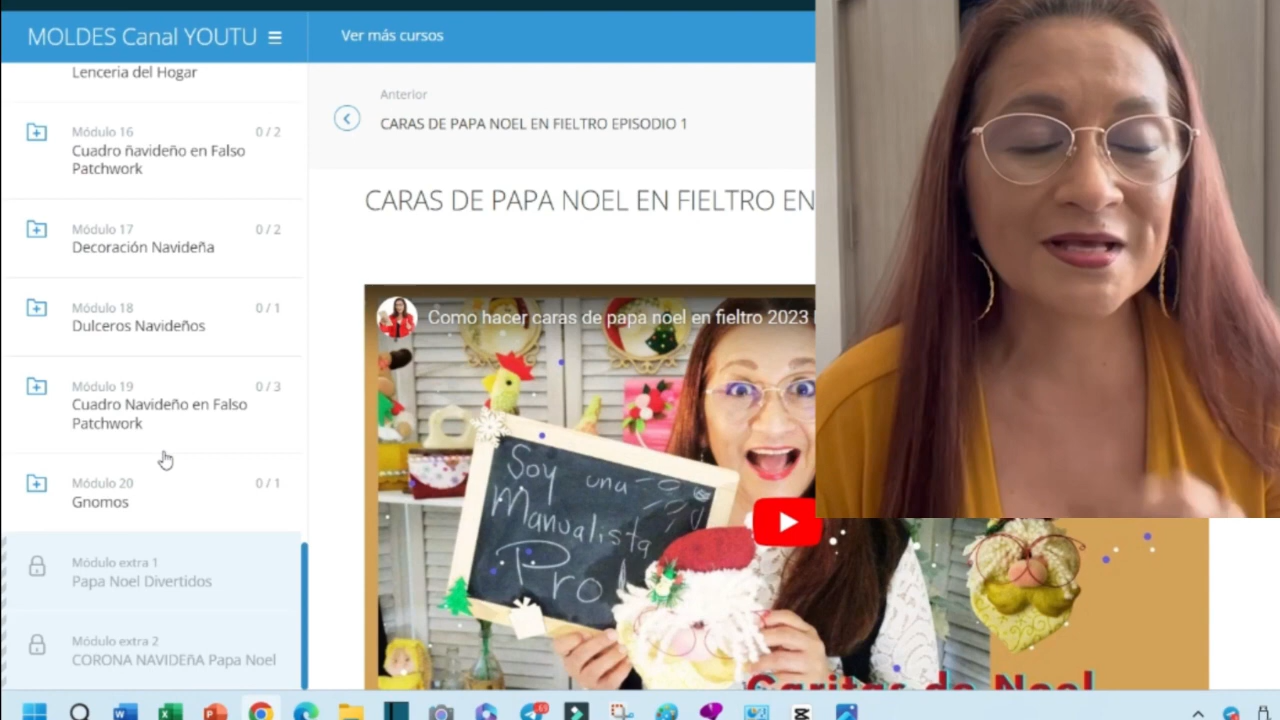 MOLDES Canal YOUTU
Ver más cursos
Lenceria del Hogar
Módulo 16
0 / 2
Cuadro ñavideño en Falso
Patchwork
Módulo 17
0 / 2
Decoración Navideña
Módulo 18
0 / 1
Dulceros Navideños
Módulo 19
0 / 3
Cuadro Navideño en Falso
Patchwork
Módulo 20
0 / 1
Gnomos
Módulo extra 1
Papa Noel Divertidos
Módulo extra 2
CORONA NAVIDEñA Papa Noel
Anterior
CARAS DE PAPA NOEL EN FIELTRO EPISODIO 1
CARAS DE PAPA NOEL EN FIELTRO EN
Como hacer caras de papa noel en fieltro 2023
Soy una
Manualista
Pro!
Caritas de Noel